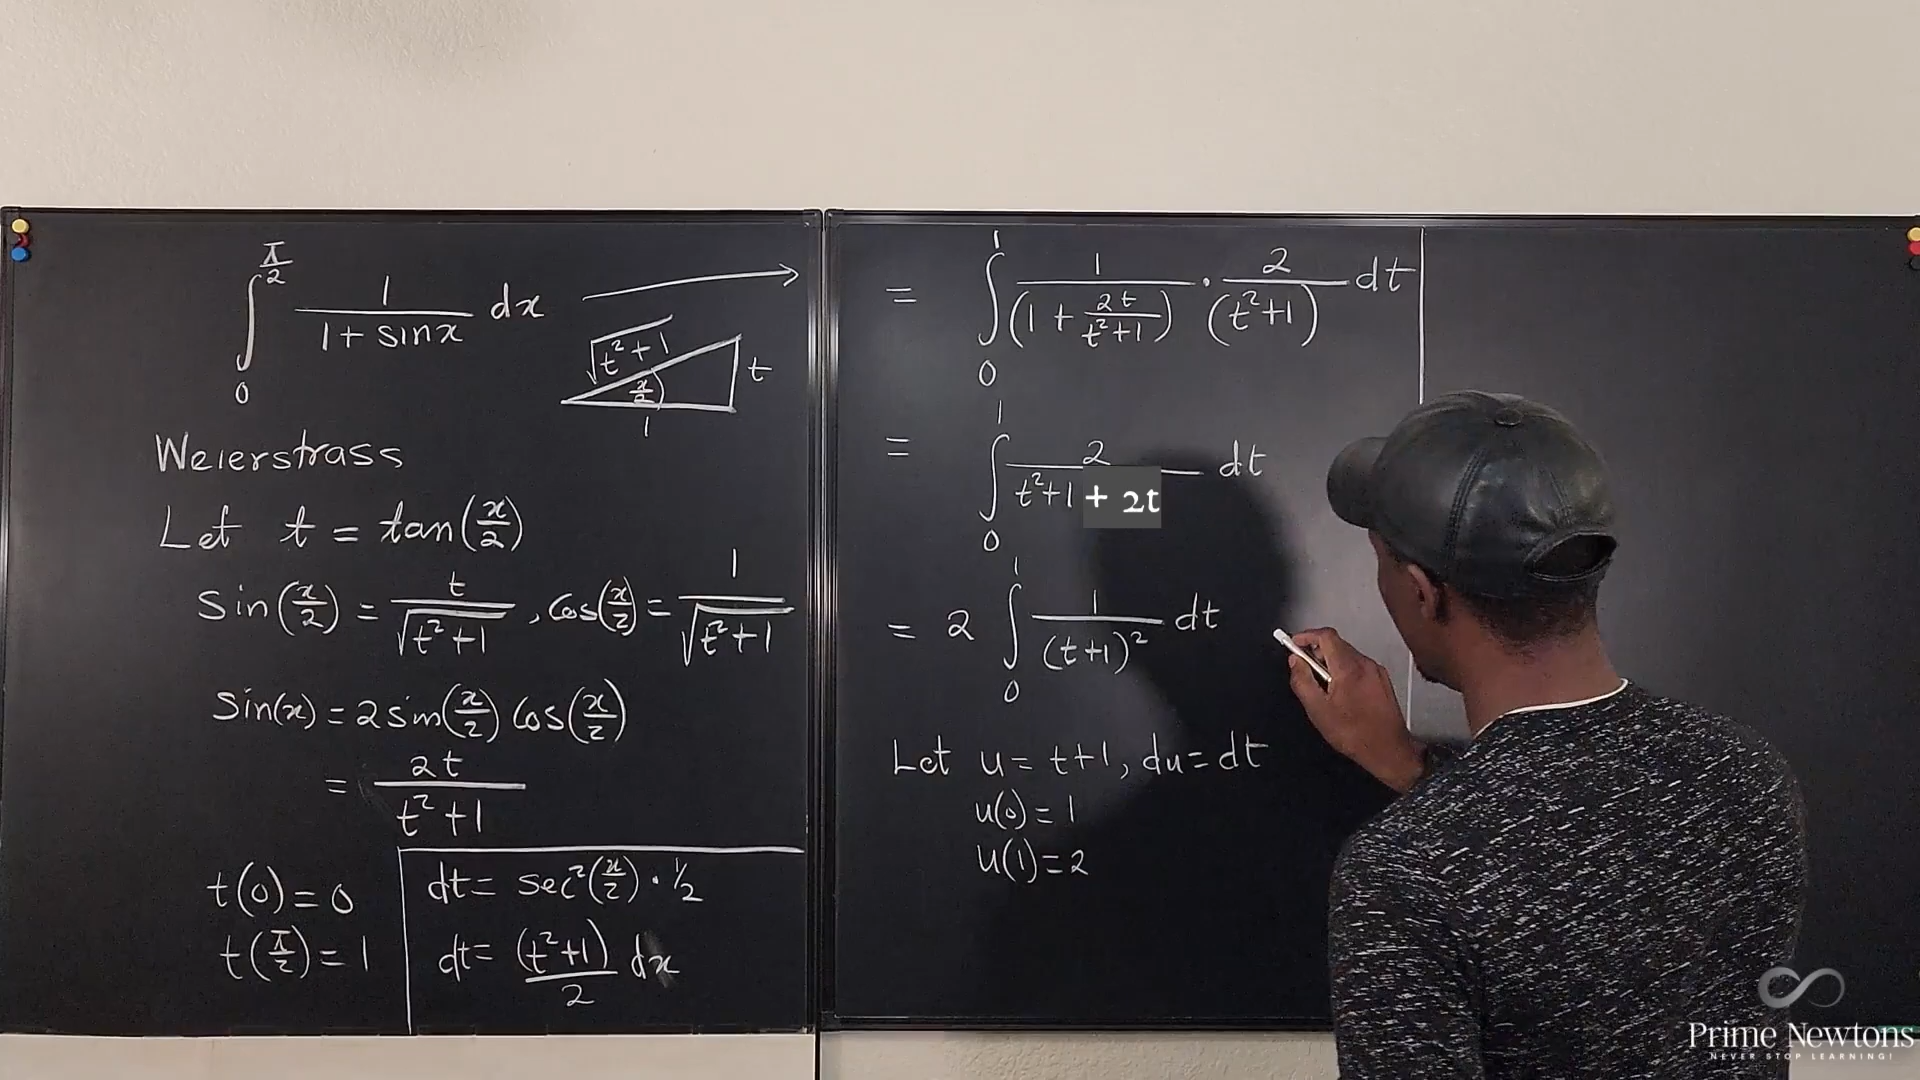 ∫₀^(π/2) 1/(1 + sinx) dx
√(t²+1)
x/2
t
1
Weierstrass
Let t = tan(x/2)
Sin(x/2) = t/√(t²+1) , Cos(x/2) = 1/√(t²+1)
Sin(x) = 2sin(x/2) Cos(x/2)
= 2t/(t²+1)
t(0) = 0
t(π/2) = 1
dt = sec²(x/2) · 1/2
dt = (t²+1)/2 dx
= ∫₀¹ 1/(1 + 2t/(t²+1)) · 2/(t²+1) dt
= ∫₀¹ 2/(t²+1 + 2t) dt
= 2 ∫₀¹ 1/(t+1)² dt
Let u = t+1, du = dt
u(0) = 1
u(1) = 2
Prime Newtons
NEVER STOP LEARNING!